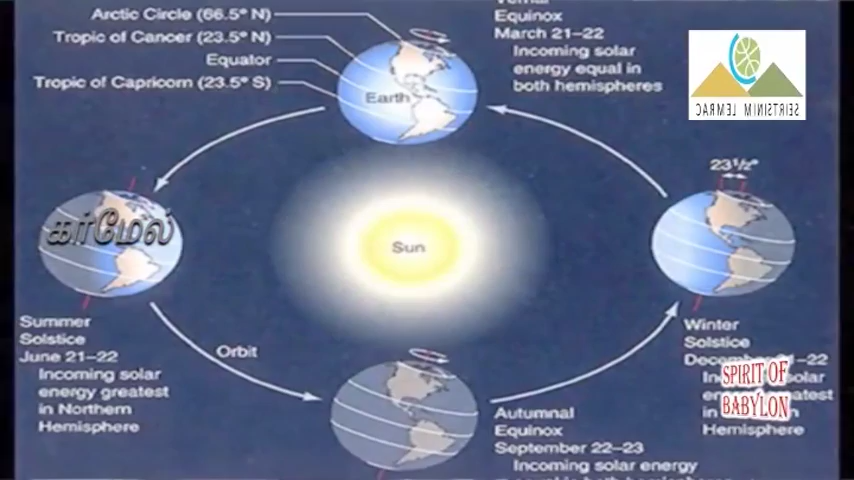 Arctic Circle (66.5° N)
Tropic of Cancer (23.5° N)
Equator
Tropic of Capricorn (23.5° S)
Earth
Equinox
March 21–22
Incoming solar
energy equal in
both hemispheres
CARMEL MINISTRIES
23½°
கர்மேல்
Sun
Summer
Solstice
June 21–22
Incoming solar
energy greatest
in Northern
Hemisphere
Orbit
Winter
Solstice
SPIRIT OF
BABYLON
Hemisphere
Autumnal
Equinox
September 22–23
Incoming solar energy